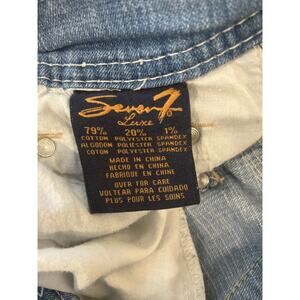 Seven7
Luxe
79% 20% 1%
COTTON POLYESTER SPANDEX
ALGODON POLIESTER SPANDEX
COTON POLYESTER SPANDEX
MADE IN CHINA
HECHO EN CHINA
FABRIQUE EN CHINE
OVER FOR CARE
VOLTEAR PARA CUIDADO
PLUS POUR LES SOINS